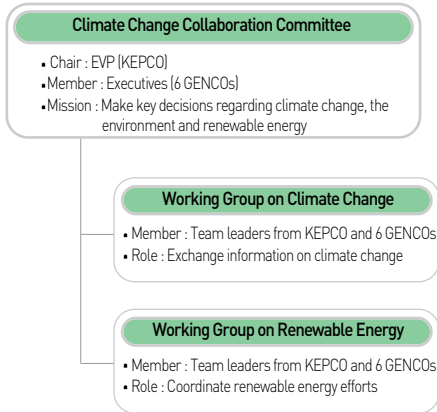 Climate Change Collaboration Committee
▪ Chair : EVP (KEPCO)
▪ Member : Executives (6 GENCOs)
▪ Mission : Make key decisions regarding climate change, the
environment and renewable energy
Working Group on Climate Change
▪ Member : Team leaders from KEPCO and 6 GENCOs
▪ Role : Exchange information on climate change
Working Group on Renewable Energy
▪ Member : Team leaders from KEPCO and 6 GENCOs
▪ Role : Coordinate renewable energy efforts